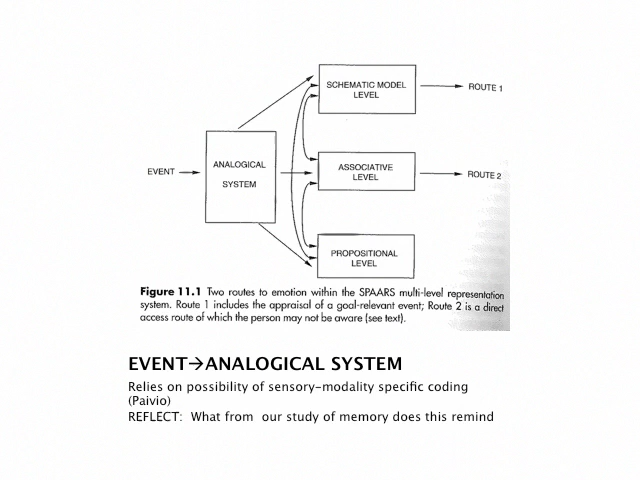 SCHEMATIC MODEL
LEVEL
ROUTE 1
EVENT
ANALOGICAL
SYSTEM
ASSOCIATIVE
LEVEL
ROUTE 2
PROPOSITIONAL
LEVEL
Figure 11.1 Two routes to emotion within the SPAARS multi-level representation
system. Route 1 includes the appraisal of a goal-relevant event; Route 2 is a direct
access route of which the person may not be aware (see text).
EVENT→ANALOGICAL SYSTEM
Relies on possibility of sensory-modality specific coding
(Paivio)
REFLECT: What from our study of memory does this remind